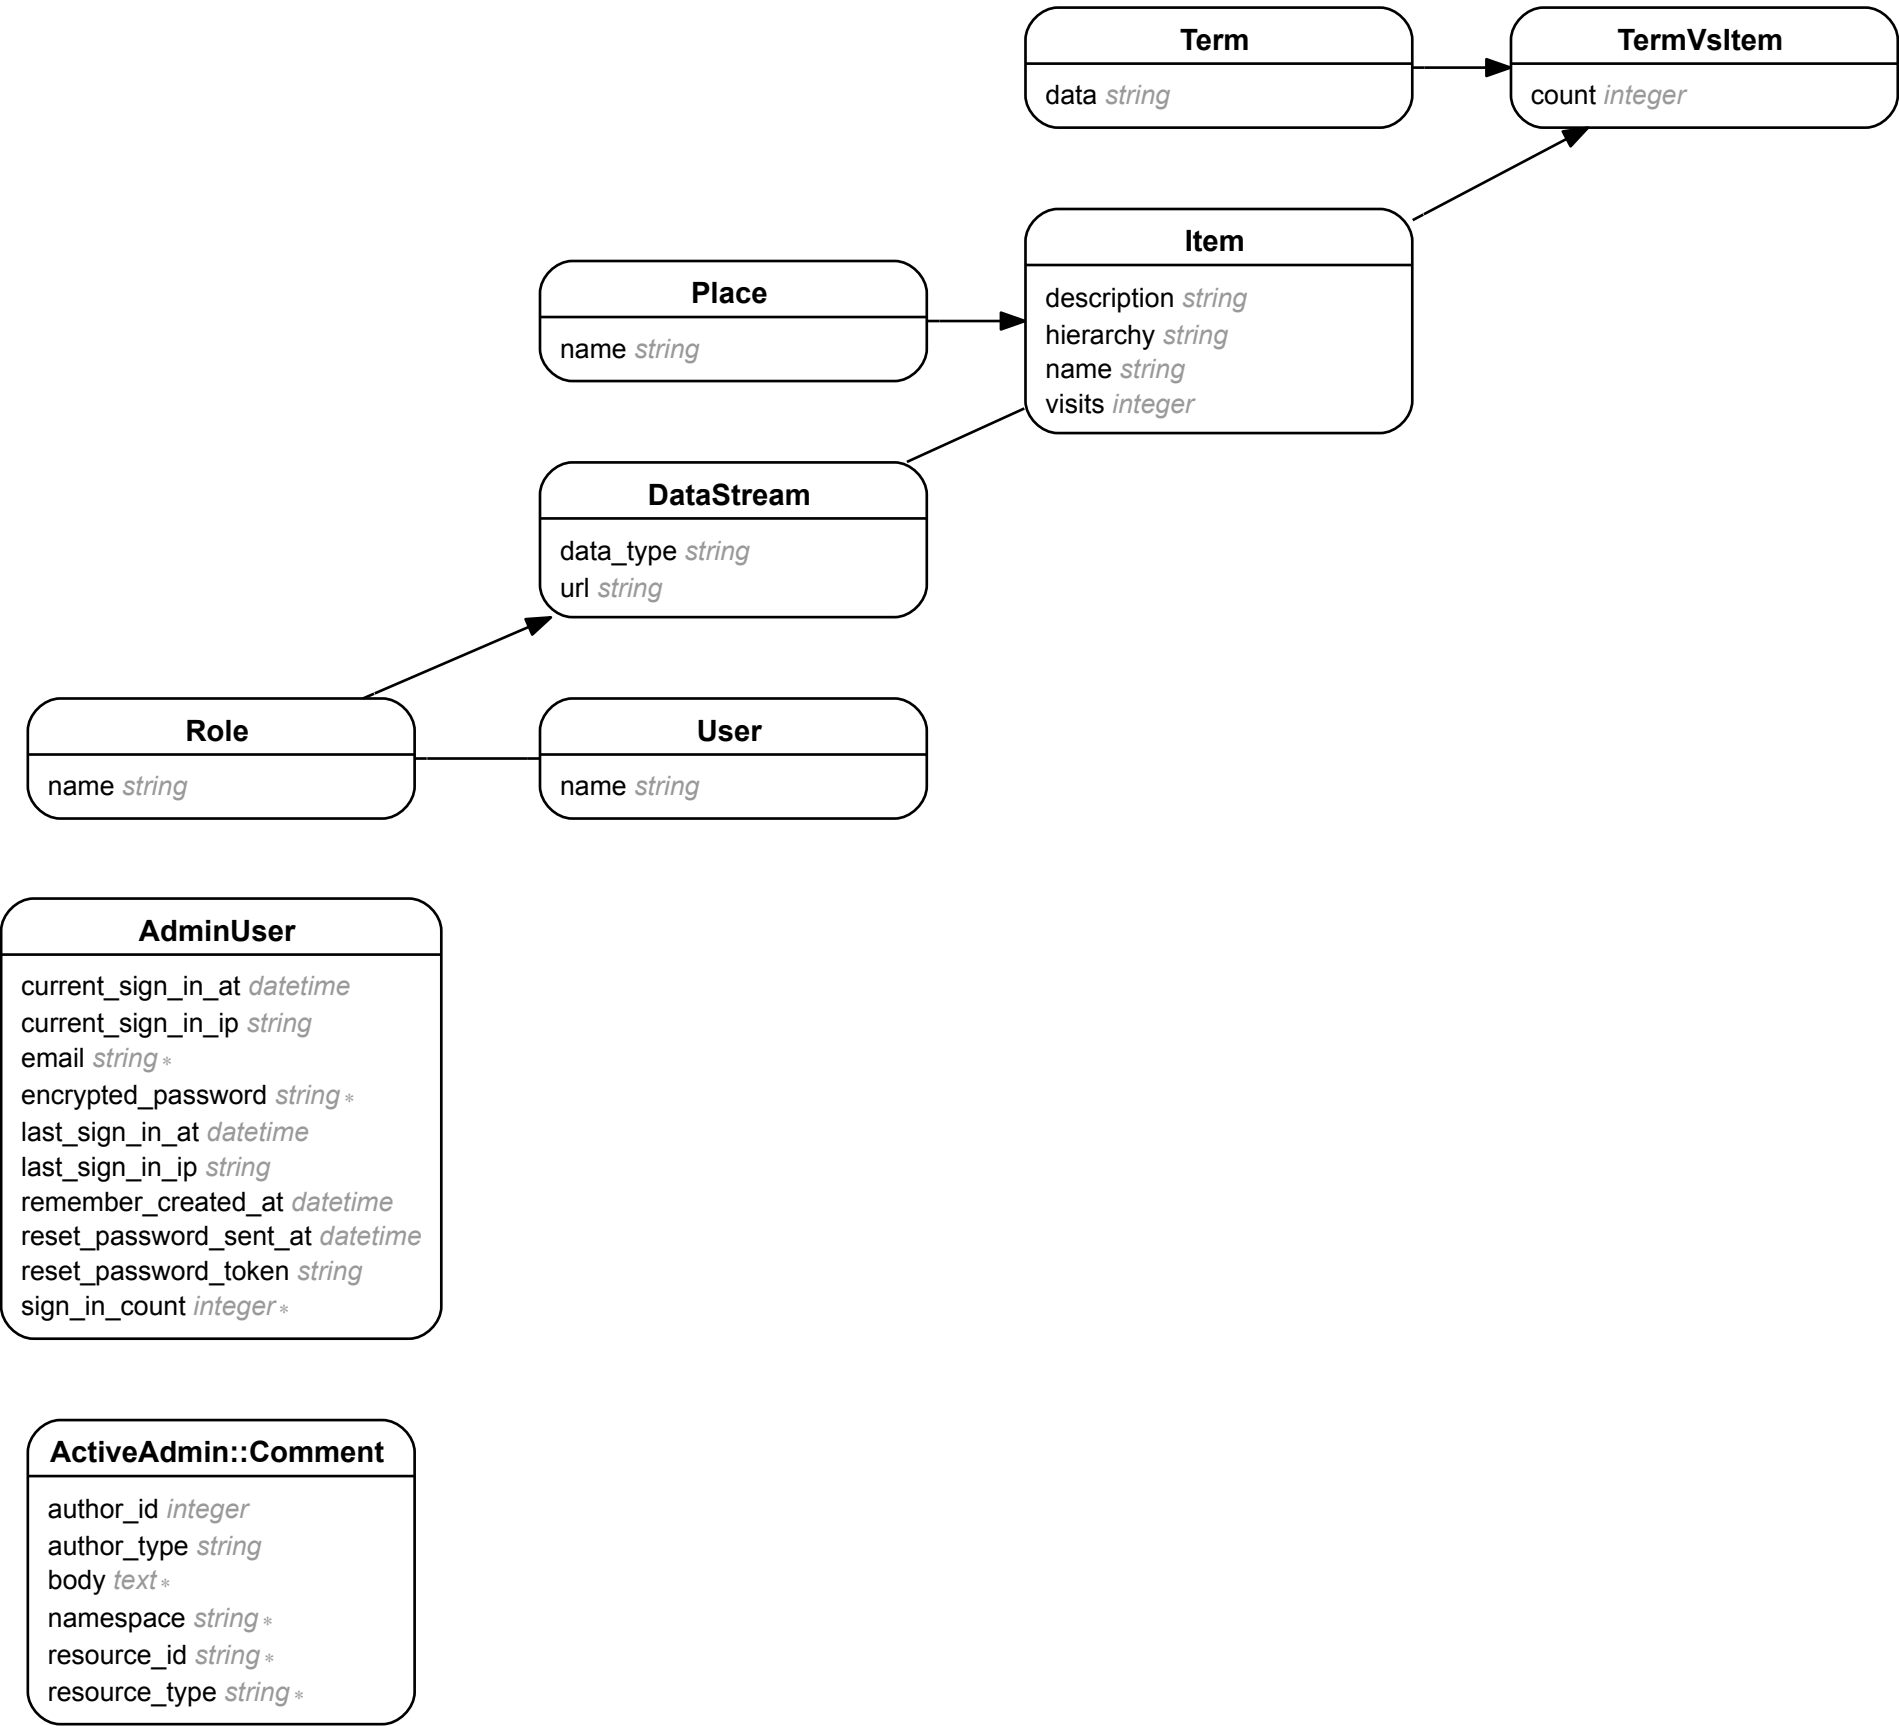 Term
data string
TermVsItem
count integer
Item
description string
hierarchy string
name string
visits integer
Place
name string
DataStream
data_type string
url string
Role
name string
User
name string
AdminUser
current_sign_in_at datetime
current_sign_in_ip string
email string *
encrypted_password string *
last_sign_in_at datetime
last_sign_in_ip string
remember_created_at datetime
reset_password_sent_at datetime
reset_password_token string
sign_in_count integer *
ActiveAdmin::Comment
author_id integer
author_type string
body text *
namespace string *
resource_id string *
resource_type string *